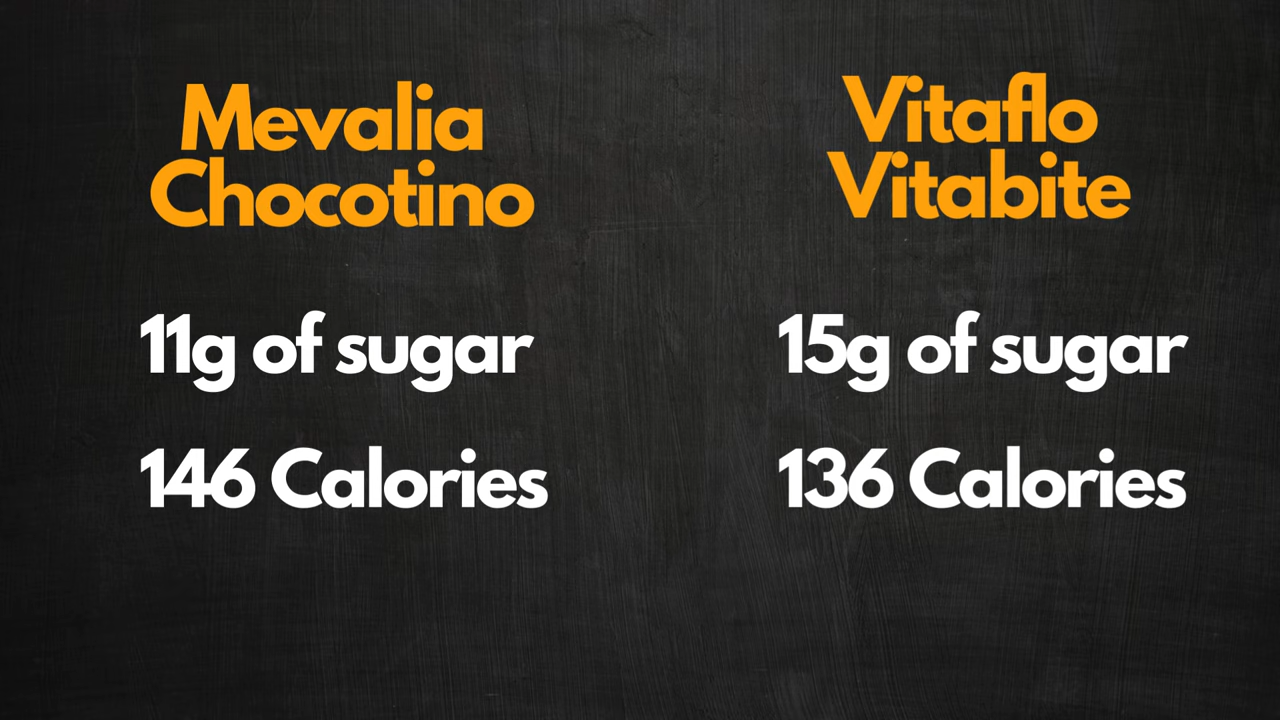 Mevalia
Chocotino
11g of sugar
146 Calories
Vitaflo
Vitabite
15g of sugar
136 Calories